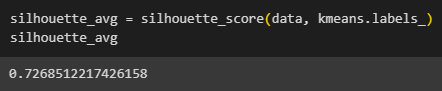 silhouette_avg = silhouette_score(data, kmeans.labels_)
silhouette_avg
0.7268512217426158